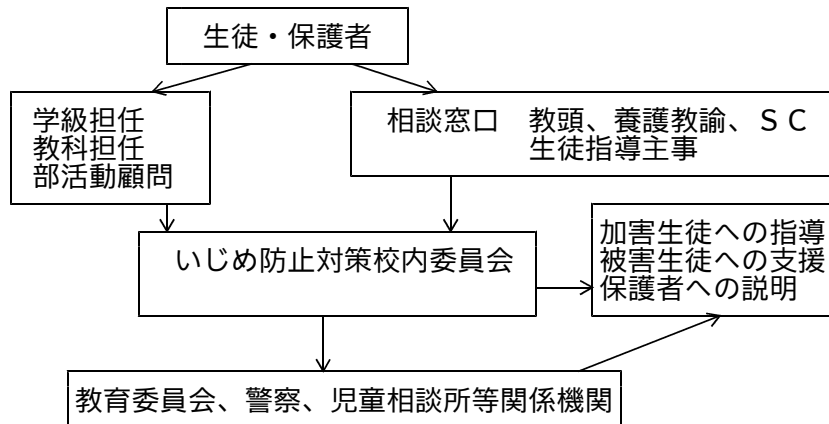 生徒・保護者
学級担任
教科担任
部活動顧問
相談窓口　教頭、養護教諭、ＳＣ
生徒指導主事
いじめ防止対策校内委員会
加害生徒への指導
被害生徒への支援
保護者への説明
教育委員会、警察、児童相談所等関係機関